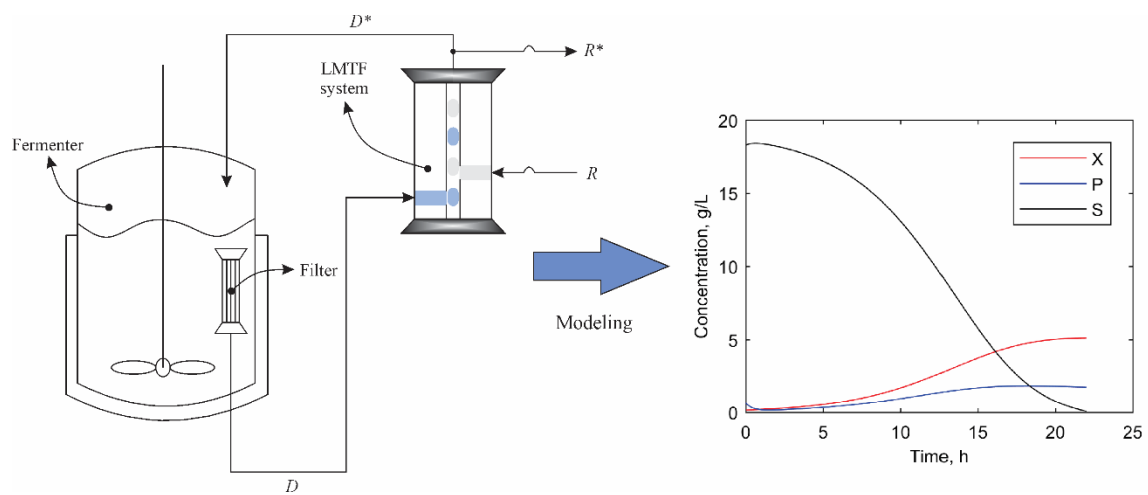 D*
R*
LMTF
system
Fermenter
R
Filter
D
Modeling
Concentration, g/L
20
15
10
5
0
X
P
S
0
5
10
15
20
25
Time, h